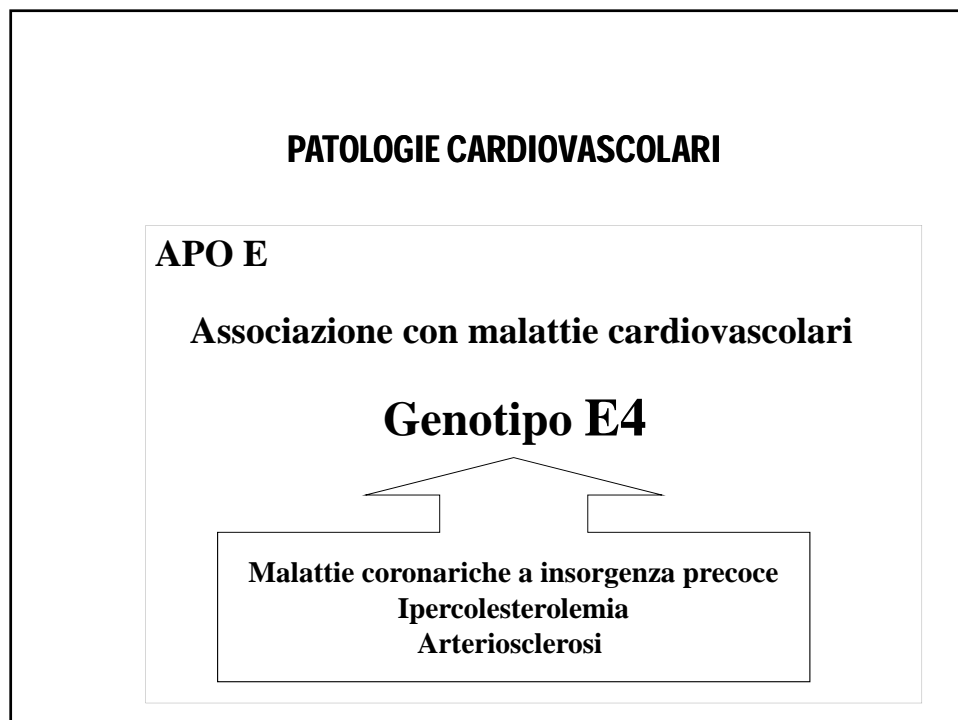 PATOLOGIE CARDIOVASCOLARI
APO E
Associazione con malattie cardiovascolari
Genotipo E4
Malattie coronariche a insorgenza precoce
Ipercolesterolemia
Arteriosclerosi